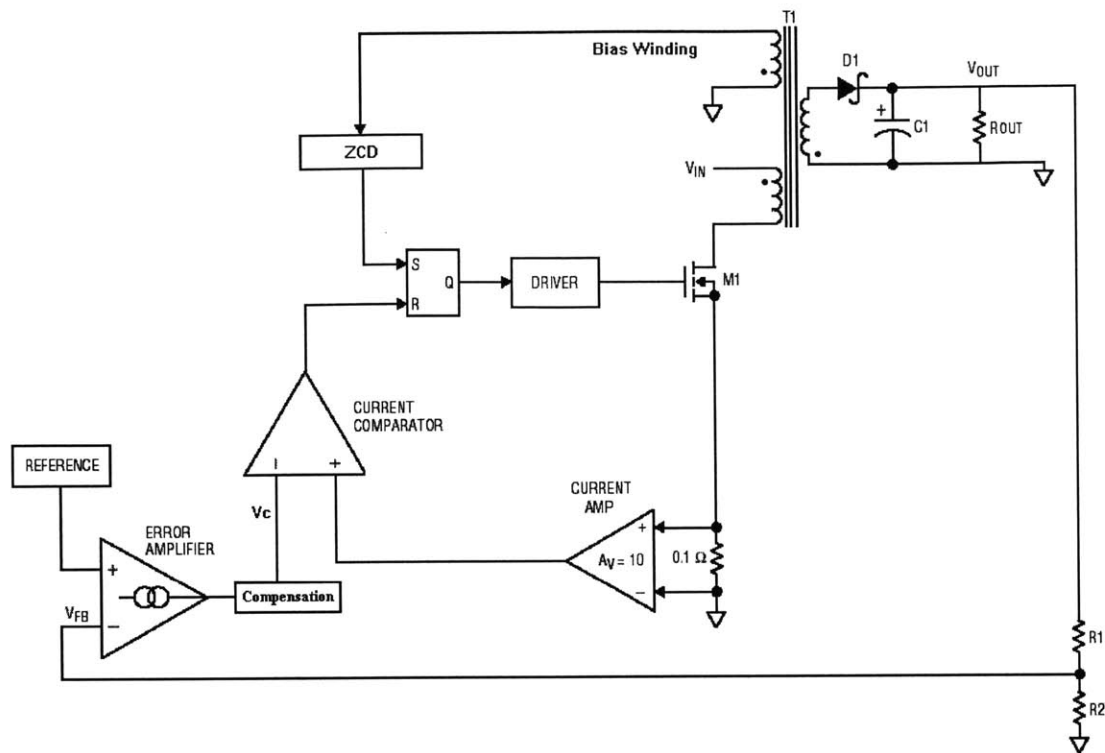 T1
Bias Winding
D1
VOUT
+
C1
ROUT
ZCD
VIN
S
Q
R
DRIVER
M1
CURRENT
COMPARATOR
REFERENCE
− +
Vc
CURRENT
AMP
ERROR
AMPLIFIER
+
AV = 10
0.1 Ω
−
+
Compensation
VFB
−
R1
R2